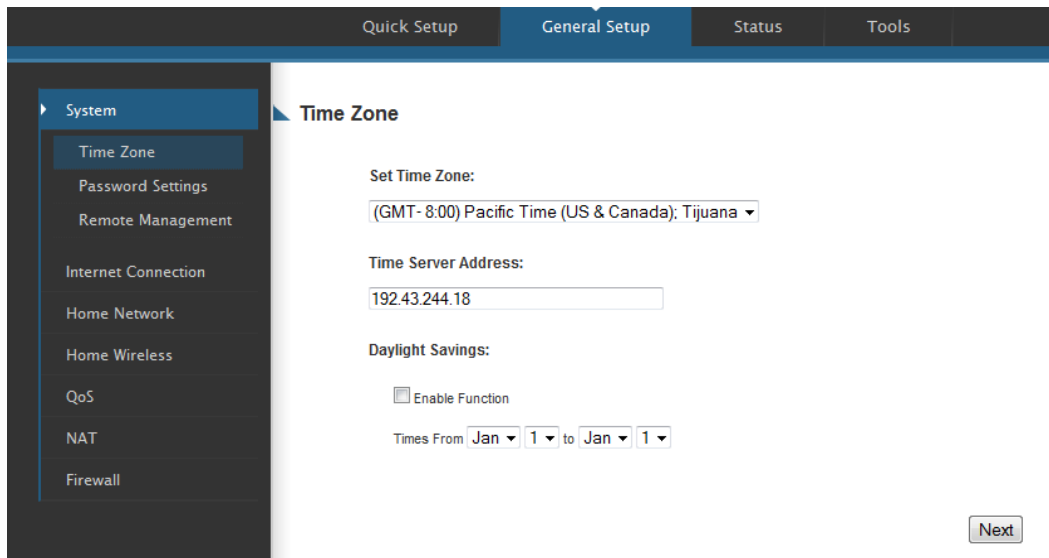 Quick Setup General Setup Status Tools
System
Time Zone
Password Settings
Remote Management
Internet Connection
Home Network
Home Wireless
QoS
NAT
Firewall
Time Zone
Set Time Zone:
(GMT- 8:00) Pacific Time (US & Canada); Tijuana
Time Server Address:
192.43.244.18
Daylight Savings:
Enable Function
Times From Jan 1 to Jan 1
Next